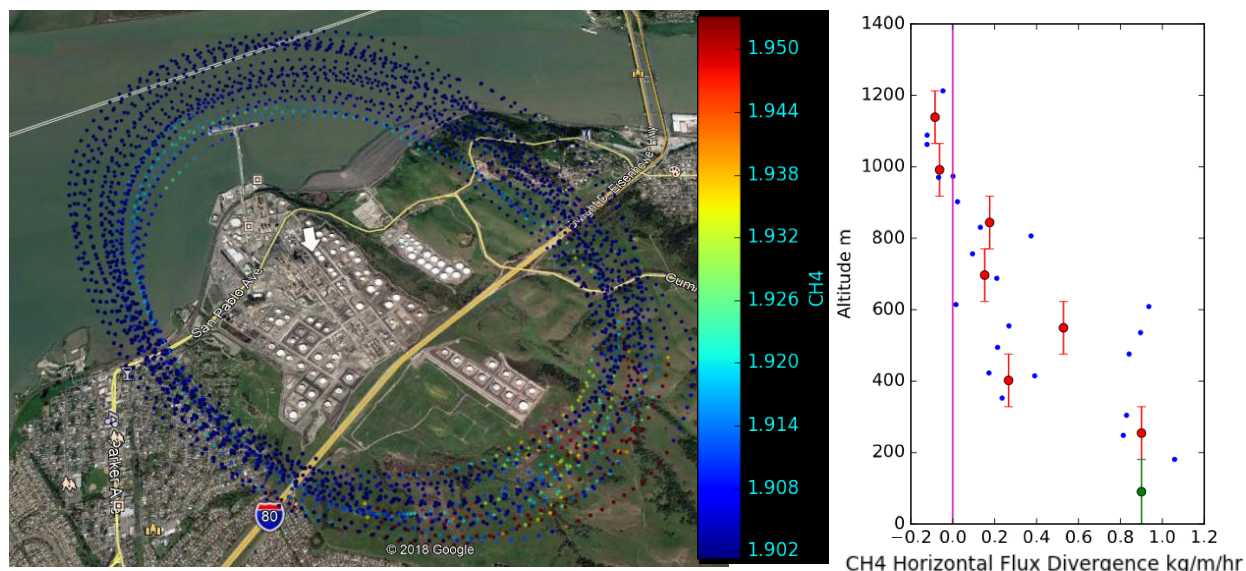 San Pablo Ave
Parker A
80
© 2018 Google
1.950
1.944
1.938
1.932
1.926
1.920
1.914
1.908
1.902
CH4
1400
1200
1000
800
600
400
200
0
Altitude m
−0.2 0.0 0.2 0.4 0.6 0.8 1.0 1.2
CH4 Horizontal Flux Divergence kg/m/hr